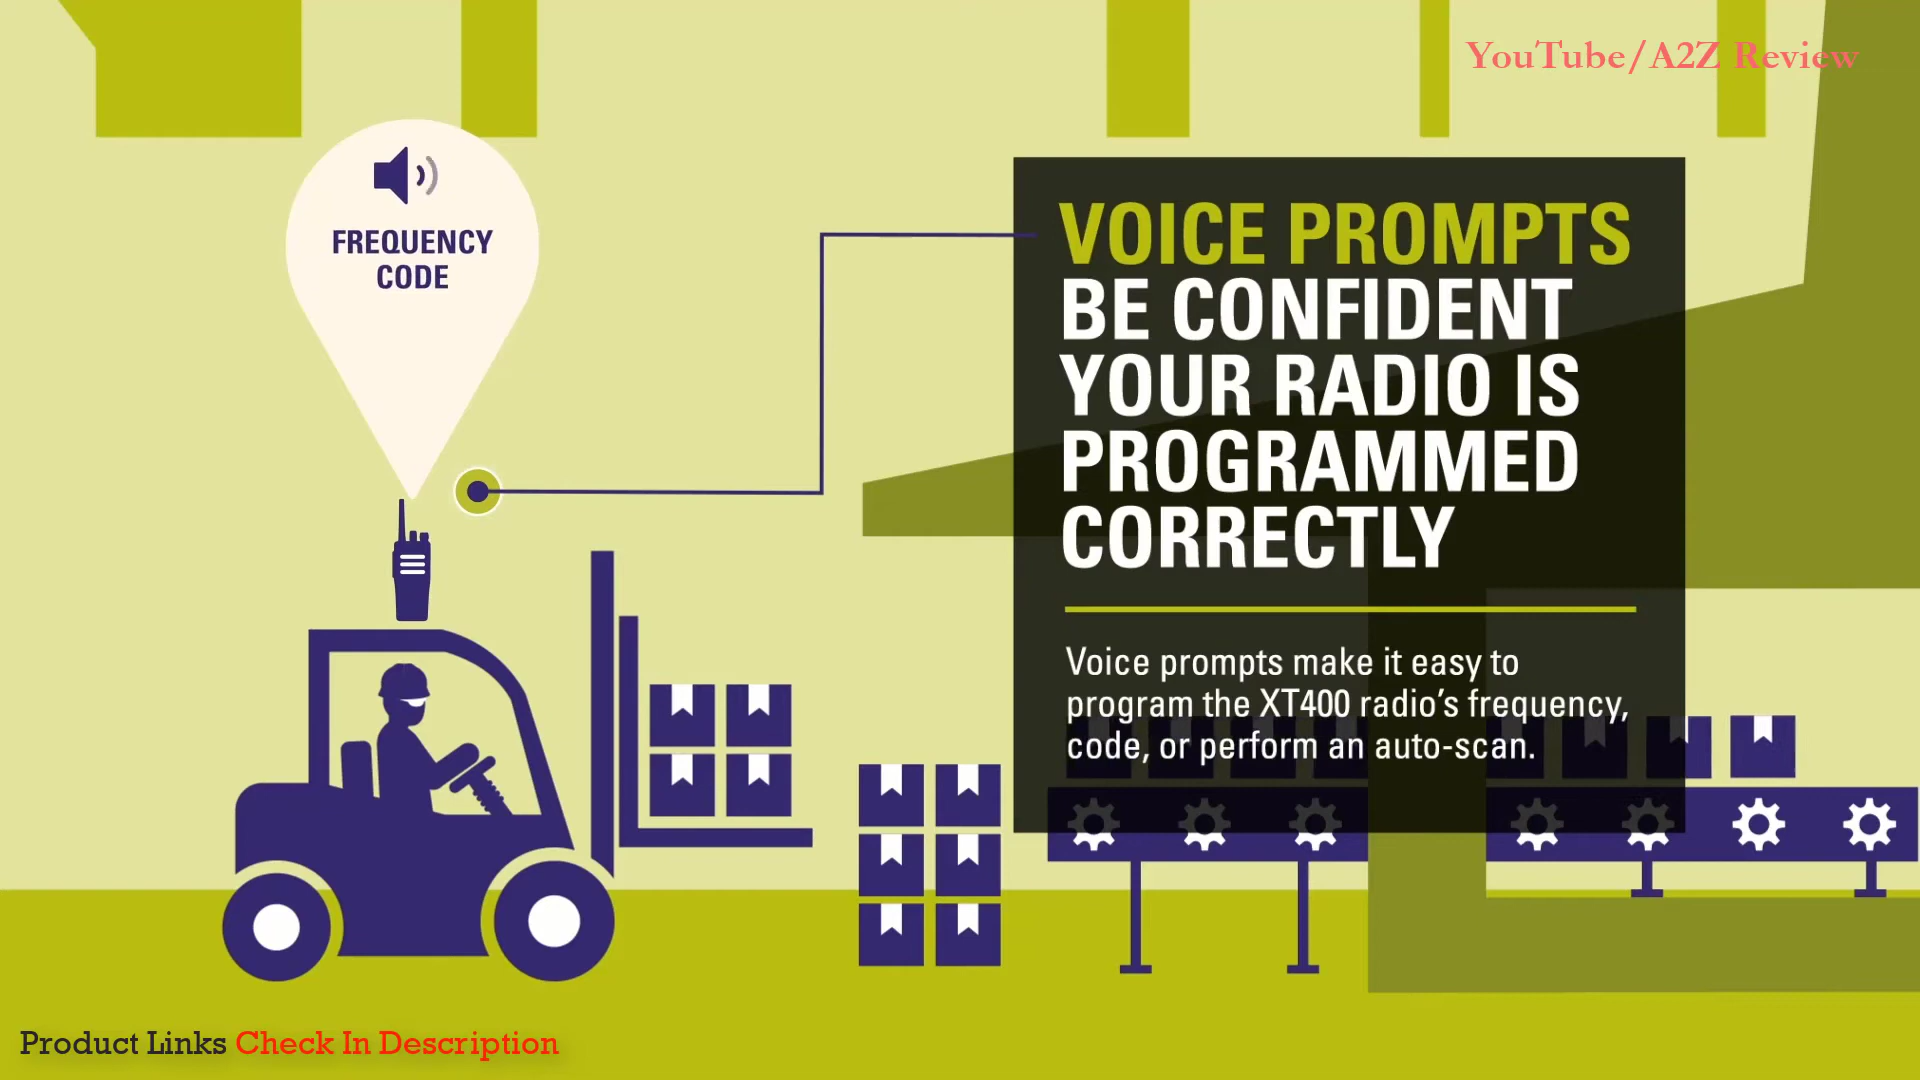 YouTube/A2Z Review
FREQUENCY
CODE
VOICE PROMPTS
BE CONFIDENT
YOUR RADIO IS
PROGRAMMED
CORRECTLY
Voice prompts make it easy to
program the XT400 radio’s frequency,
code, or perform an auto-scan.
Product Links Check In Description